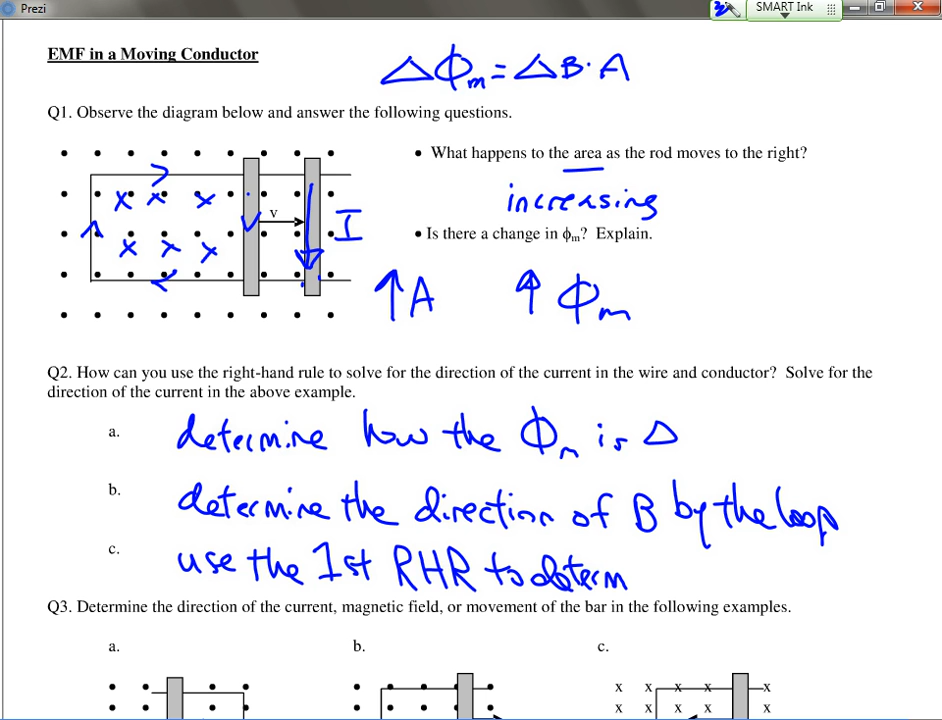 Prezi
SMART Ink
EMF in a Moving Conductor
Δϕm = ΔB·A
Q1. Observe the diagram below and answer the following questions.
• What happens to the area as the rod moves to the right?
increasing
v
I
• Is there a change in ϕm? Explain.
↑A ↑ϕm
Q2. How can you use the right-hand rule to solve for the direction of the current in the wire and conductor? Solve for the
direction of the current in the above example.
a. determine how the ϕm is Δ
b. determine the direction of B by the loop
c. use the 1st RHR to determ
Q3. Determine the direction of the current, magnetic field, or movement of the bar in the following examples.
a. b. c.
x x x x x
x x x x x